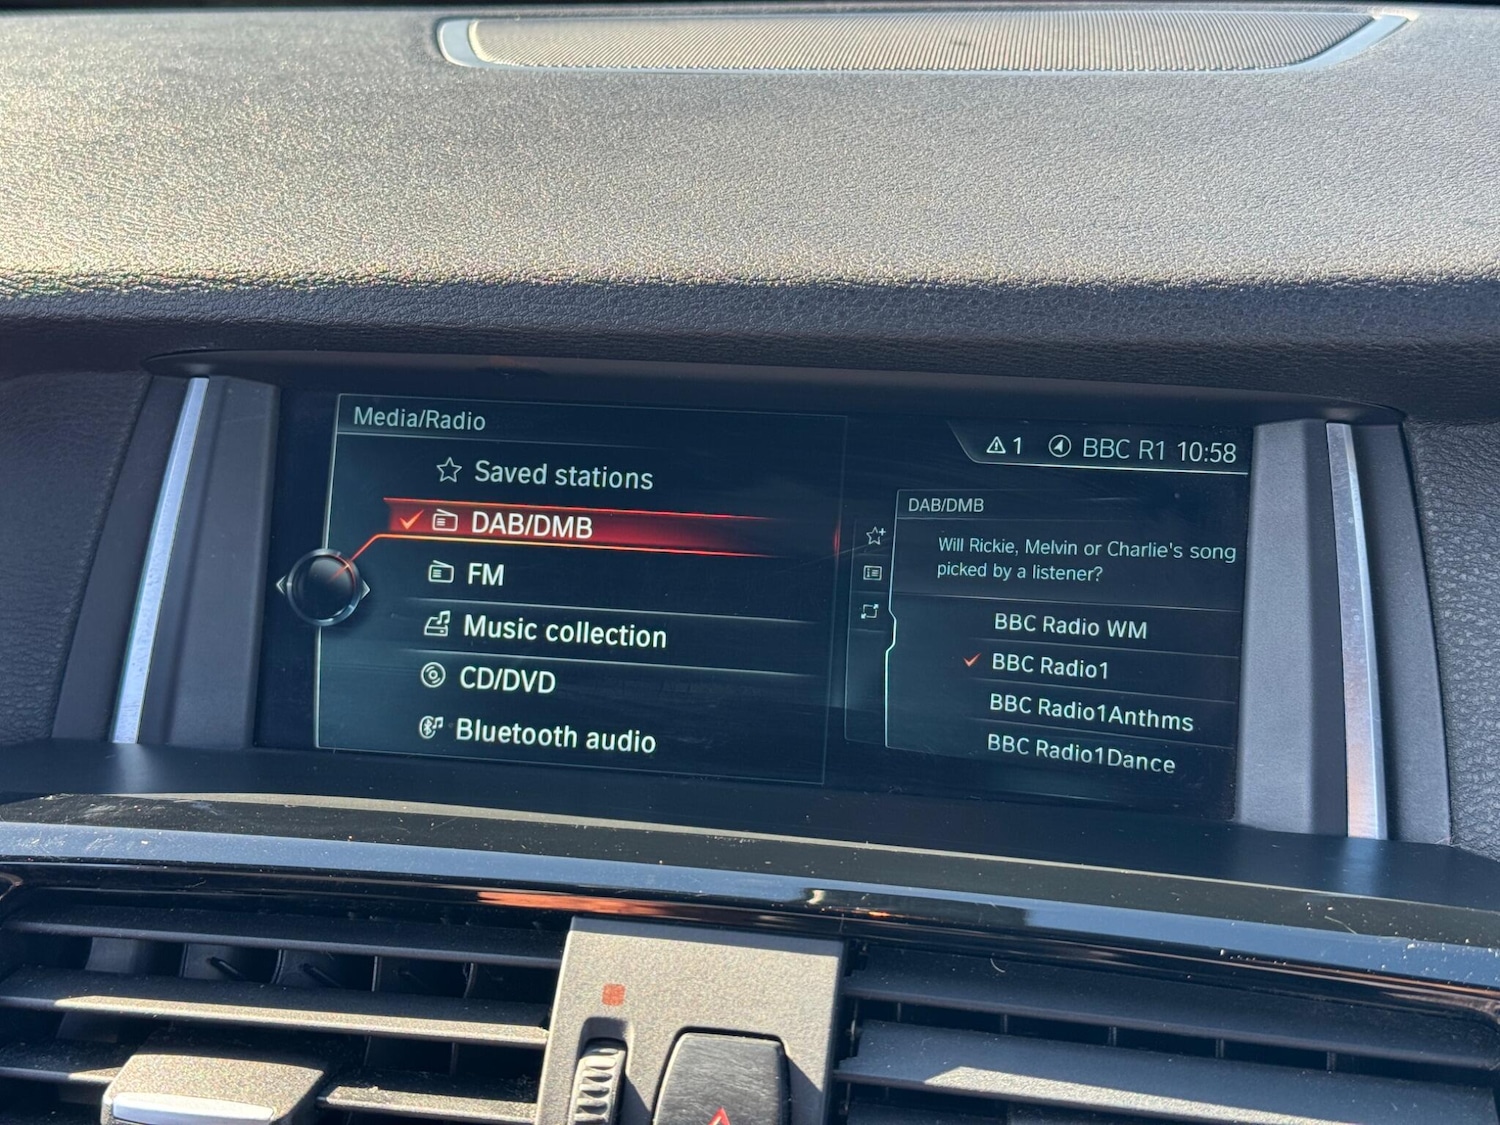 Media/Radio
Saved stations
DAB/DMB
FM
Music collection
CD/DVD
Bluetooth audio
1 BBC R1 10:58
DAB/DMB
Will Rickie, Melvin or Charlie's song
picked by a listener?
BBC Radio WM
BBC Radio1
BBC Radio1Anthms
BBC Radio1Dance